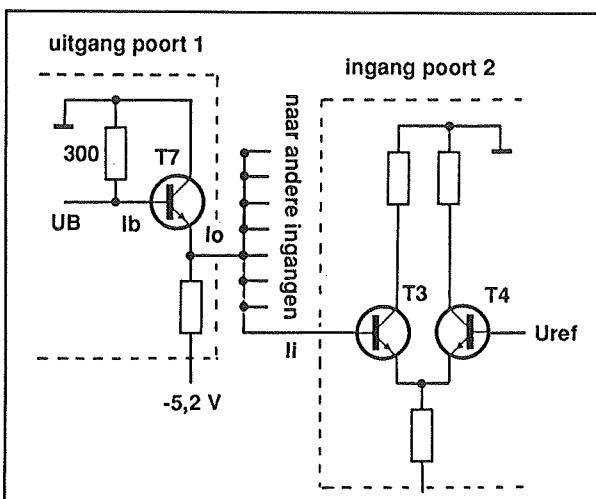 uitgang poort 1
ingang poort 2
300
T7
UB
Ib
Io
naar andere ingangen
Ii
T3
T4
Uref
-5,2 V